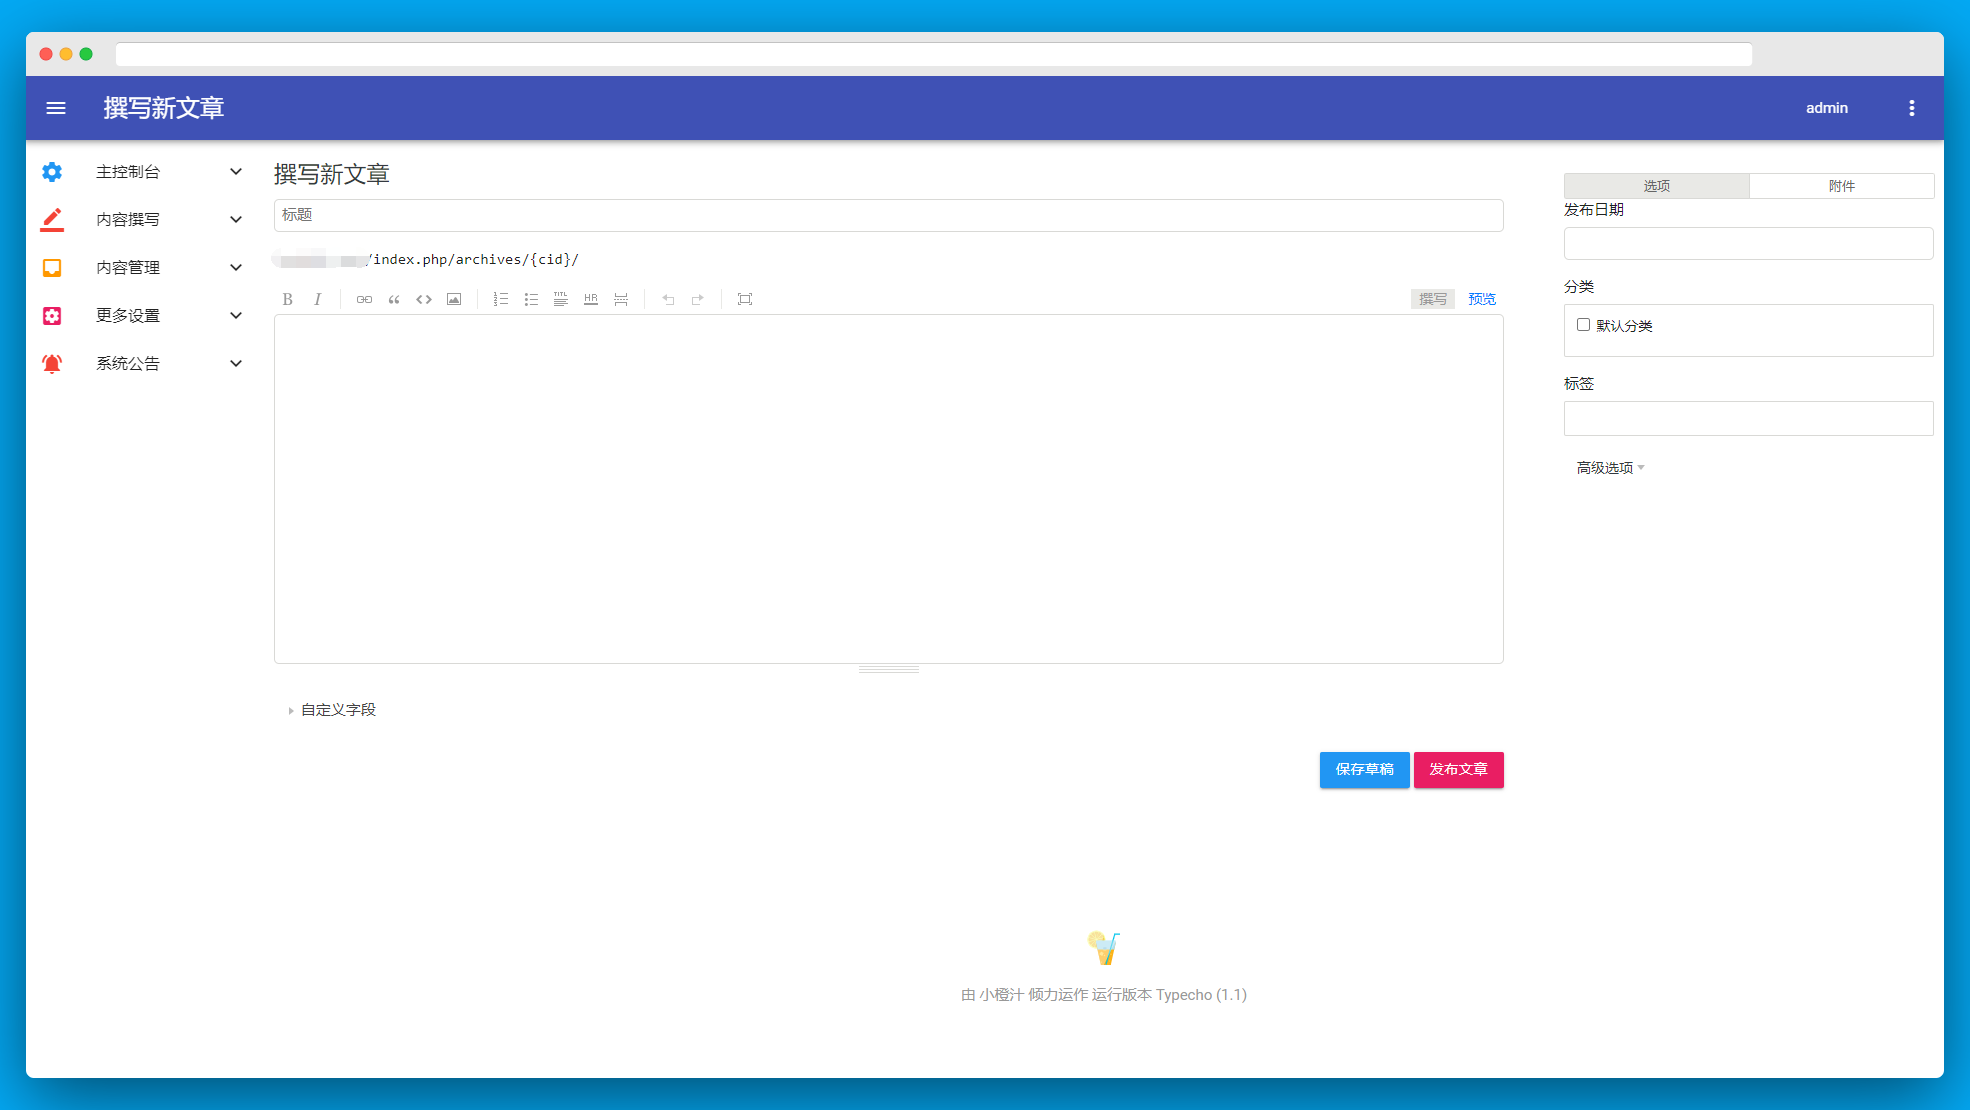 撰写新文章
admin
主控制台
内容撰写
内容管理
更多设置
系统公告
撰写新文章
标题
/index.php/archives/{cid}/
B I
TITL
HR
撰写 预览
自定义字段
保存草稿 发布文章
选项 附件
发布日期
分类
默认分类
标签
高级选项
由 小橙汁 倾力运作 运行版本 Typecho (1.1)